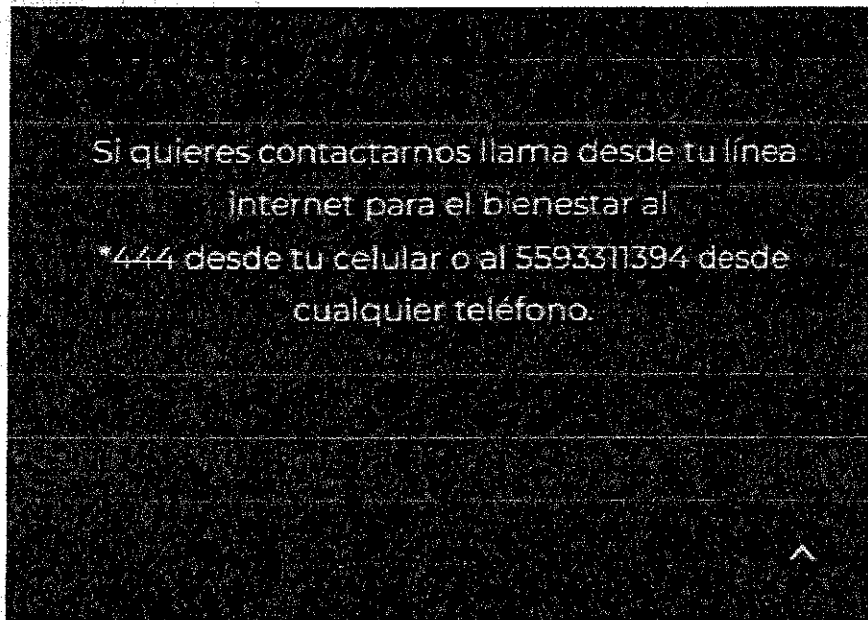 Si quieres contactarnos llama desde tu línea
internet para el bienestar al
*444 desde tu celular o al 5593311394 desde
cualquier teléfono.